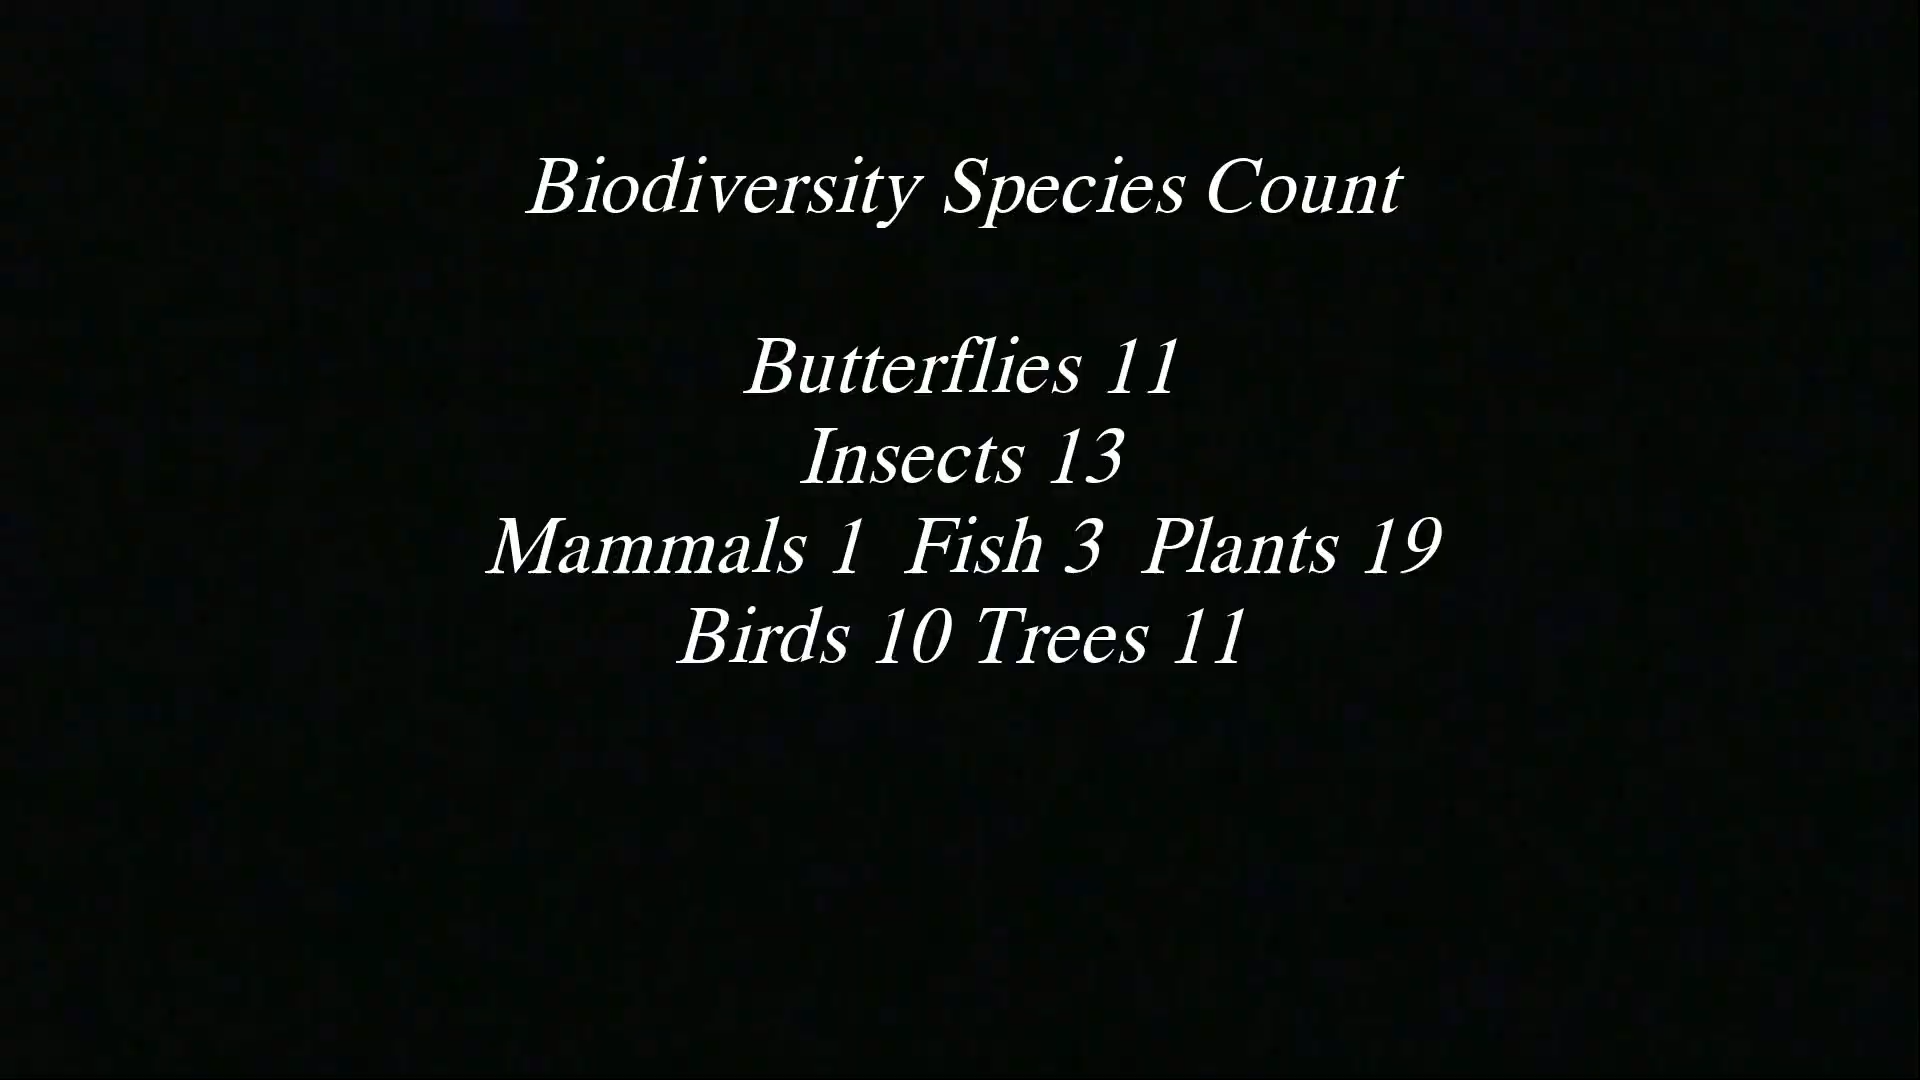 Biodiversity Species Count
Butterflies 11
Insects 13
Mammals 1 Fish 3 Plants 19
Birds 10 Trees 11